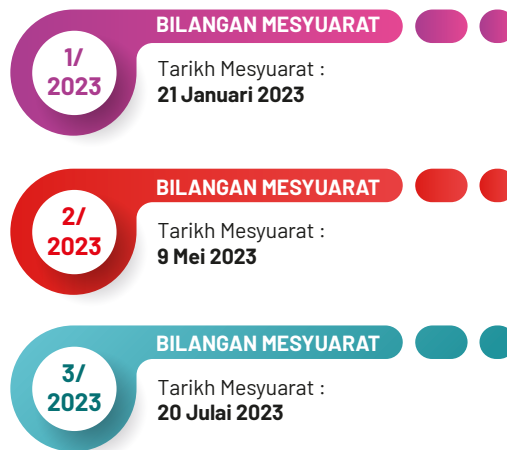 BILANGAN MESYUARAT
1/
2023
Tarikh Mesyuarat :
21 Januari 2023
BILANGAN MESYUARAT
2/
2023
Tarikh Mesyuarat :
9 Mei 2023
BILANGAN MESYUARAT
3/
2023
Tarikh Mesyuarat :
20 Julai 2023